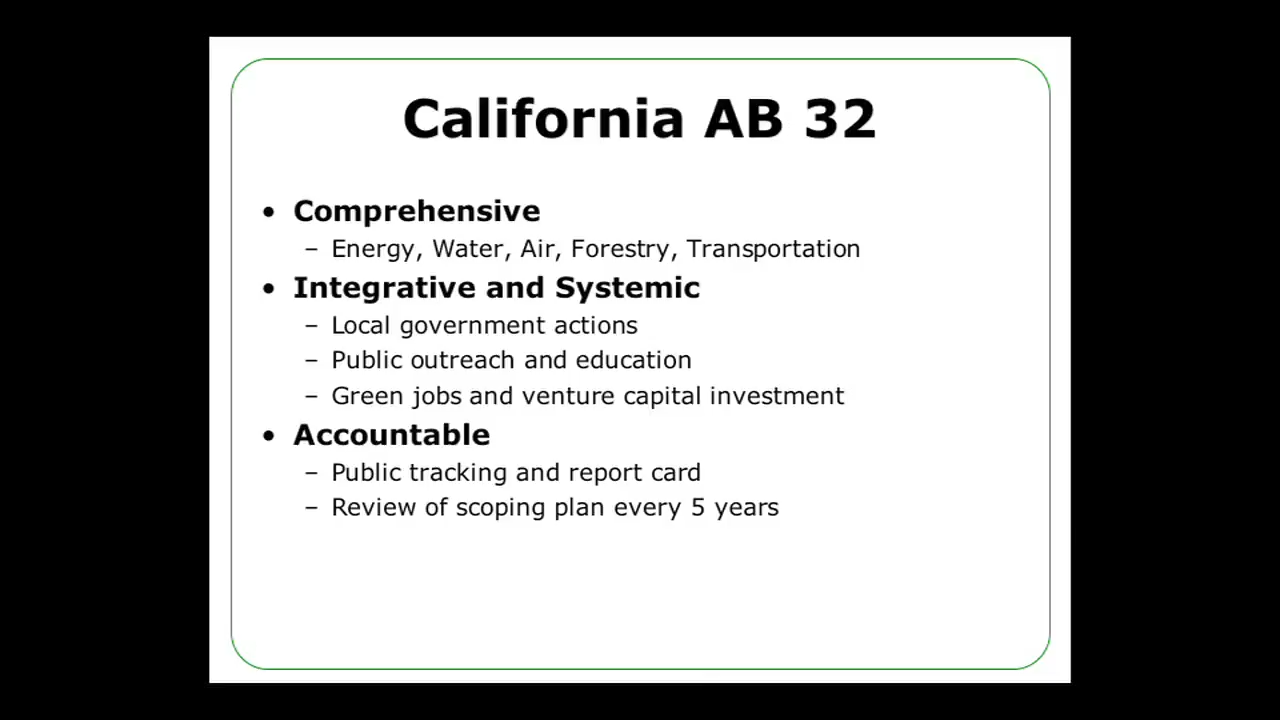 California AB 32
• Comprehensive
– Energy, Water, Air, Forestry, Transportation
• Integrative and Systemic
– Local government actions
– Public outreach and education
– Green jobs and venture capital investment
• Accountable
– Public tracking and report card
– Review of scoping plan every 5 years